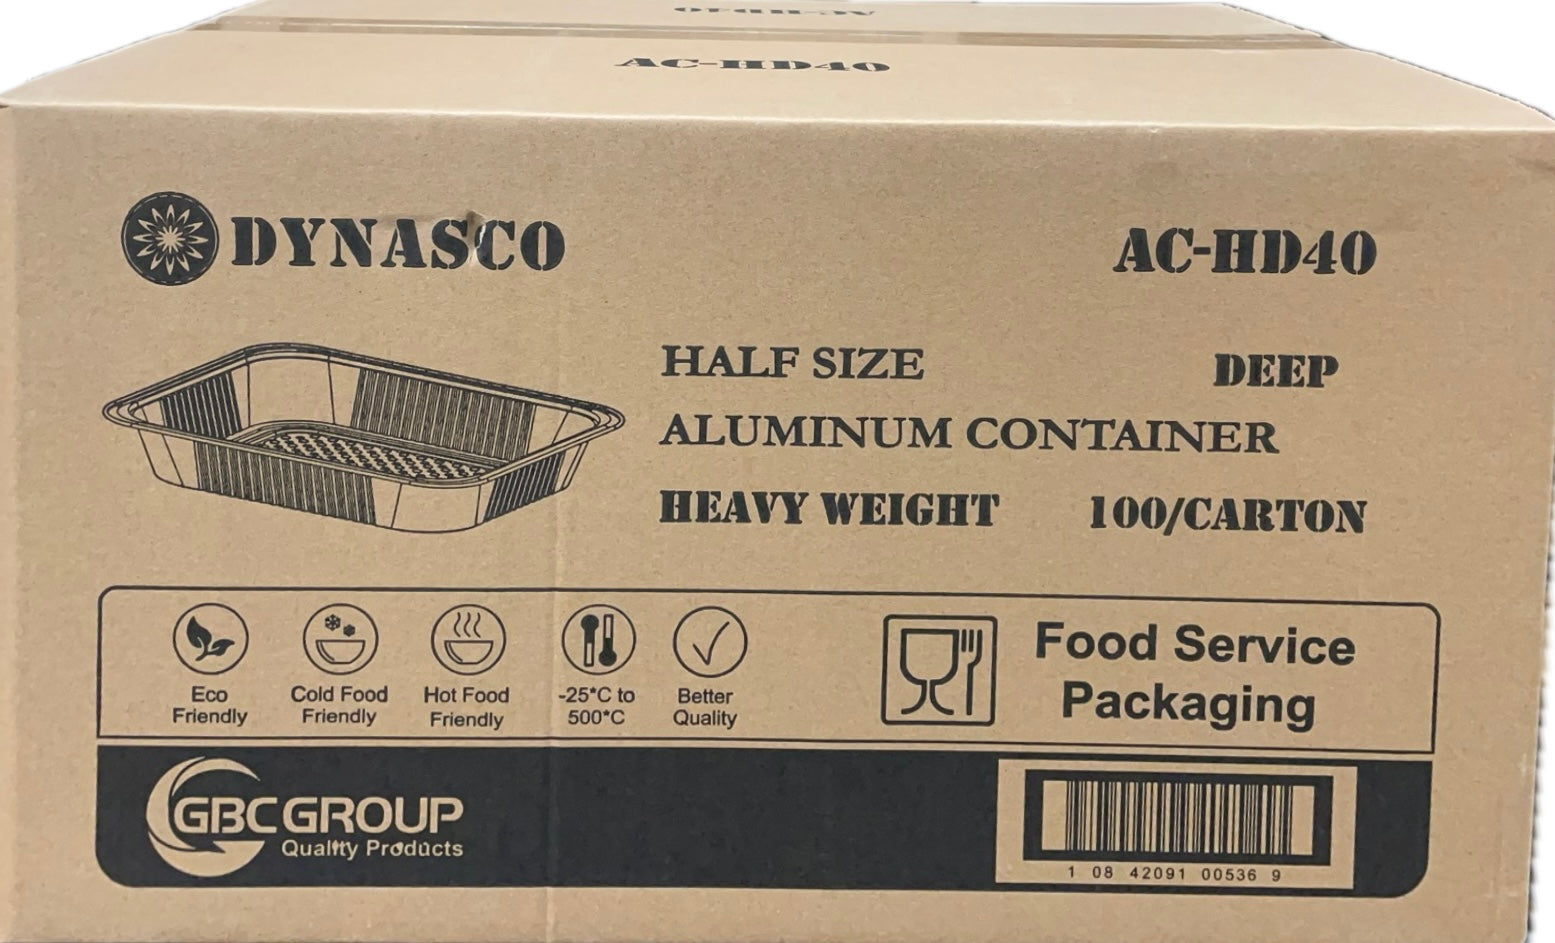 AC-HD40
AC-HD40
DYNASCO
AC-HD40
HALF SIZE DEEP
ALUMINUM CONTAINER
HEAVY WEIGHT 100/CARTON
Eco
Friendly
Cold Food
Friendly
Hot Food
Friendly
-25°C to
500°C
Better
Quality
Food Service
Packaging
GBC GROUP
Quality Products
1 08 42091 00536 9